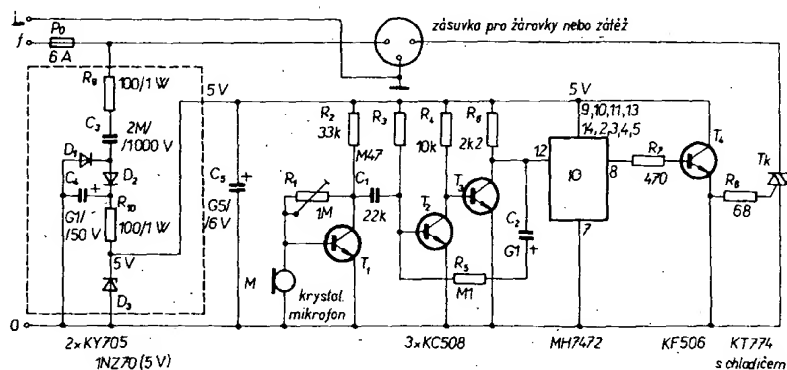 zásuvka pro žárovky nebo zátěž
f
Po
6 A
R9
100/1 W
C3
2M/
/1000 V
D1
D2
C4
+
G1/
/50 V
R10
100/1 W
5 V
D3
0
2×KY705
1NZ70 (5 V)
5 V
C5
+
G5/
/6 V
R1
1M
M
krystal.
mikrofon
R2
33k
M47
C1
22k
T1
R3
R4
10k
T2
R6
2k2
T3
R5
M1
C2
G1
+
3×KC508
12
IO
5 V
9, 10, 11, 13
14, 2, 3, 4, 5
8
7
MH7472
R7
470
T4
KF506
R8
68
Tk
KT774
s chladičem